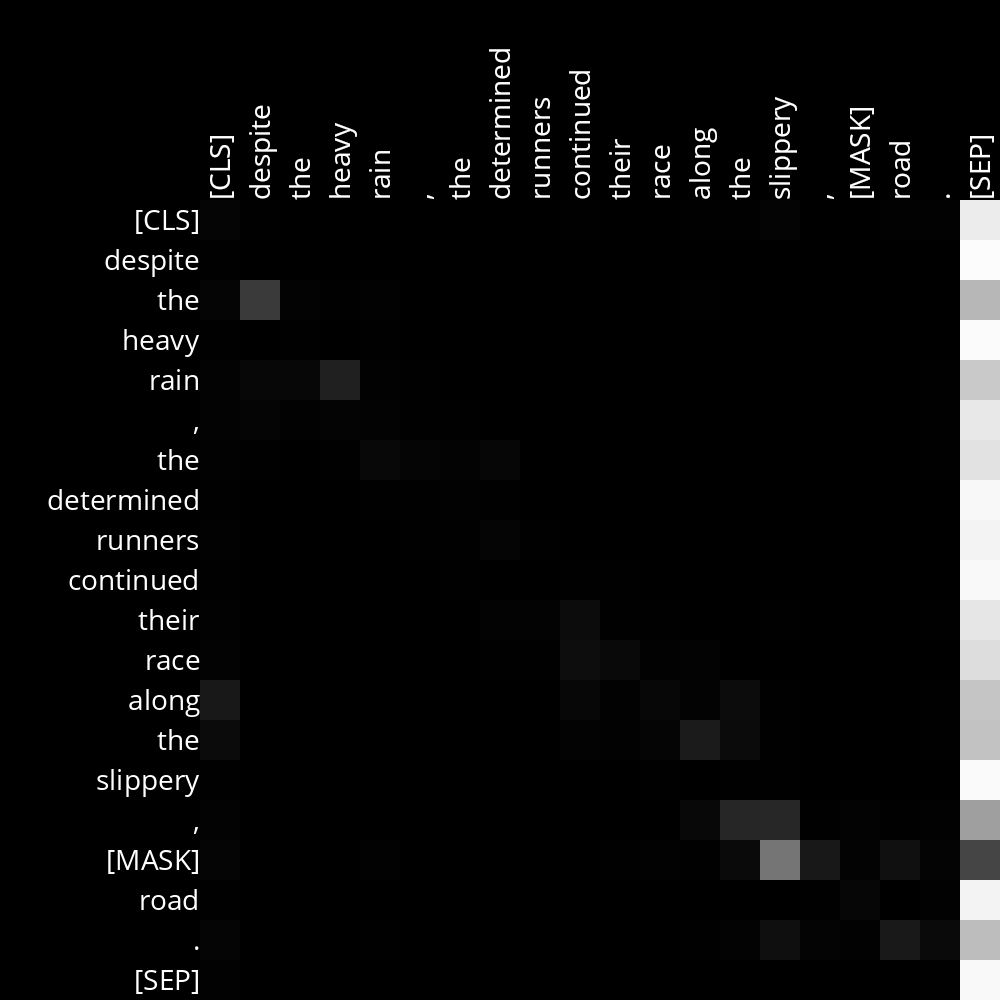 [CLS] despite the heavy rain , the determined runners continued their race along the slippery , [MASK] road . [SEP]
[CLS]
despite
the
heavy
rain
,
the
determined
runners
continued
their
race
along
the
slippery
,
[MASK]
road
.
[SEP]